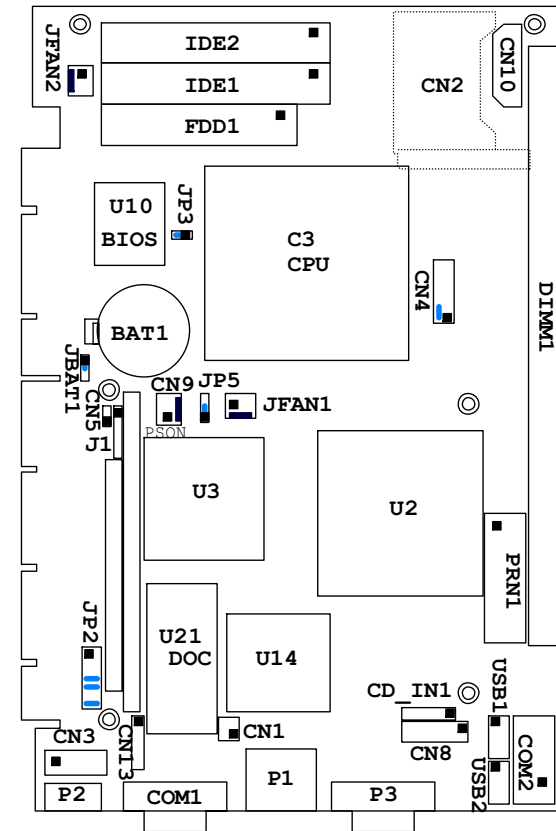 JFAN2
IDE2
IDE1
FDD1
CN2
CN10
U10
BIOS
JP3
C3
CPU
CN4
DIMM1
BAT1
JBAT1
CN9
JP5
JFAN1
CN5
J1
PSON
U3
U2
PRN1
JP2
U21
DOC
U14
CD_IN1
USB1
CN3
CN13
CN1
CN8
COM2
USB2
P2
COM1
P1
P3